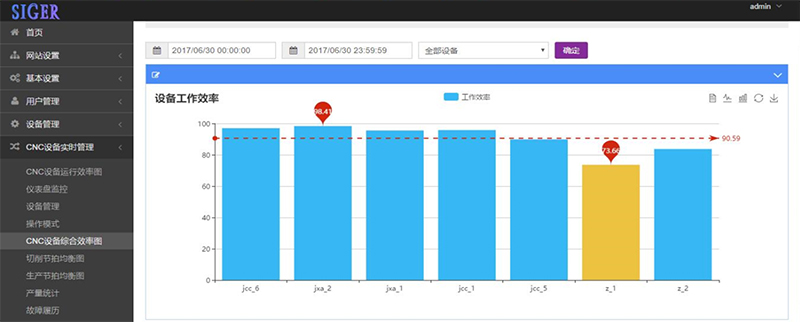 SIGER
admin
首页
网站设置
基本设置
用户管理
设备管理
CNC设备实时管理
CNC设备运行效率图
仪表盘监控
设备管理
操作模式
CNC设备综合效率图
切削节拍均衡图
生产节拍均衡图
产量统计
故障履历
2017/06/30 00:00:00
2017/06/30 23:59:59
全部设备
确定
设备工作效率
工作效率
100
80
60
40
20
0
98.41
73.66
90.59
jcc_6
jxa_2
jxa_1
jcc_1
jcc_5
z_1
z_2